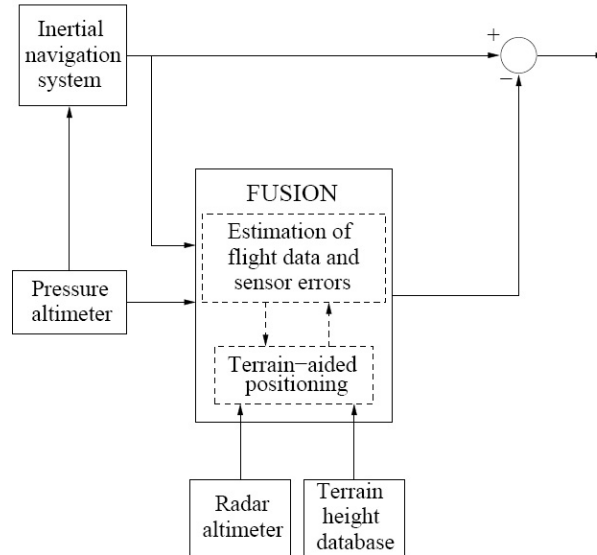 Inertial
navigation
system
+
−
FUSION
Estimation of
flight data and
sensor errors
Pressure
altimeter
Terrain−aided
positioning
Radar
altimeter
Terrain
height
database